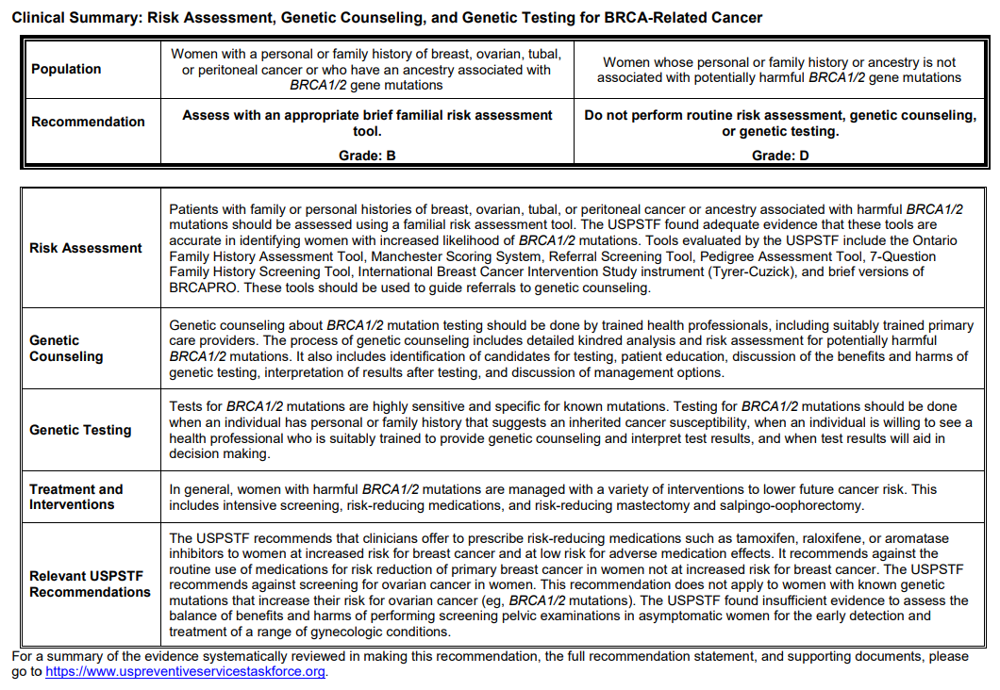 Clinical Summary: Risk Assessment, Genetic Counseling, and Genetic Testing for BRCA-Related Cancer
Population
Women with a personal or family history of breast, ovarian, tubal,
or peritoneal cancer or who have an ancestry associated with
BRCA1/2 gene mutations
Women whose personal or family history or ancestry is not
associated with potentially harmful BRCA1/2 gene mutations
Recommendation
Assess with an appropriate brief familial risk assessment
tool.
Grade: B
Do not perform routine risk assessment, genetic counseling,
or genetic testing.
Grade: D
Risk Assessment
Patients with family or personal histories of breast, ovarian, tubal, or peritoneal cancer or ancestry associated with harmful BRCA1/2
mutations should be assessed using a familial risk assessment tool. The USPSTF found adequate evidence that these tools are
accurate in identifying women with increased likelihood of BRCA1/2 mutations. Tools evaluated by the USPSTF include the Ontario
Family History Assessment Tool, Manchester Scoring System, Referral Screening Tool, Pedigree Assessment Tool, 7-Question
Family History Screening Tool, International Breast Cancer Intervention Study instrument (Tyrer-Cuzick), and brief versions of
BRCAPRO. These tools should be used to guide referrals to genetic counseling.
Genetic
Counseling
Genetic counseling about BRCA1/2 mutation testing should be done by trained health professionals, including suitably trained primary
care providers. The process of genetic counseling includes detailed kindred analysis and risk assessment for potentially harmful
BRCA1/2 mutations. It also includes identification of candidates for testing, patient education, discussion of the benefits and harms of
genetic testing, interpretation of results after testing, and discussion of management options.
Genetic Testing
Tests for BRCA1/2 mutations are highly sensitive and specific for known mutations. Testing for BRCA1/2 mutations should be done
when an individual has personal or family history that suggests an inherited cancer susceptibility, when an individual is willing to see a
health professional who is suitably trained to provide genetic counseling and interpret test results, and when test results will aid in
decision making.
Treatment and
Interventions
In general, women with harmful BRCA1/2 mutations are managed with a variety of interventions to lower future cancer risk. This
includes intensive screening, risk-reducing medications, and risk-reducing mastectomy and salpingo-oophorectomy.
Relevant USPSTF
Recommendations
The USPSTF recommends that clinicians offer to prescribe risk-reducing medications such as tamoxifen, raloxifene, or aromatase
inhibitors to women at increased risk for breast cancer and at low risk for adverse medication effects. It recommends against the
routine use of medications for risk reduction of primary breast cancer in women not at increased risk for breast cancer. The USPSTF
recommends against screening for ovarian cancer in women. This recommendation does not apply to women with known genetic
mutations that increase their risk for ovarian cancer (eg, BRCA1/2 mutations). The USPSTF found insufficient evidence to assess the
balance of benefits and harms of performing screening pelvic examinations in asymptomatic women for the early detection and
treatment of a range of gynecologic conditions.
For a summary of the evidence systematically reviewed in making this recommendation, the full recommendation statement, and supporting documents, please
go to https://www.uspreventiveservicestaskforce.org.